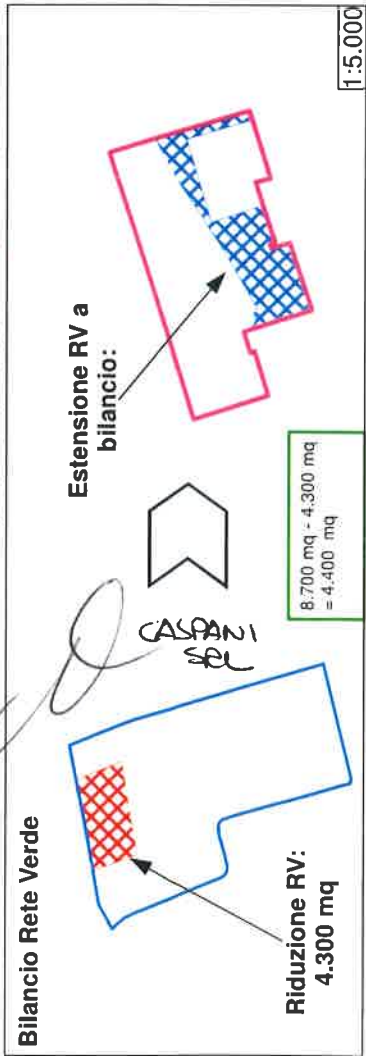 Bilancio Rete Verde
Riduzione RV:
4.300 mq
CASPANI
SRL
Estensione RV a
bilancio:
8.700 mq - 4.300 mq
= 4.400 mq
1:5.000